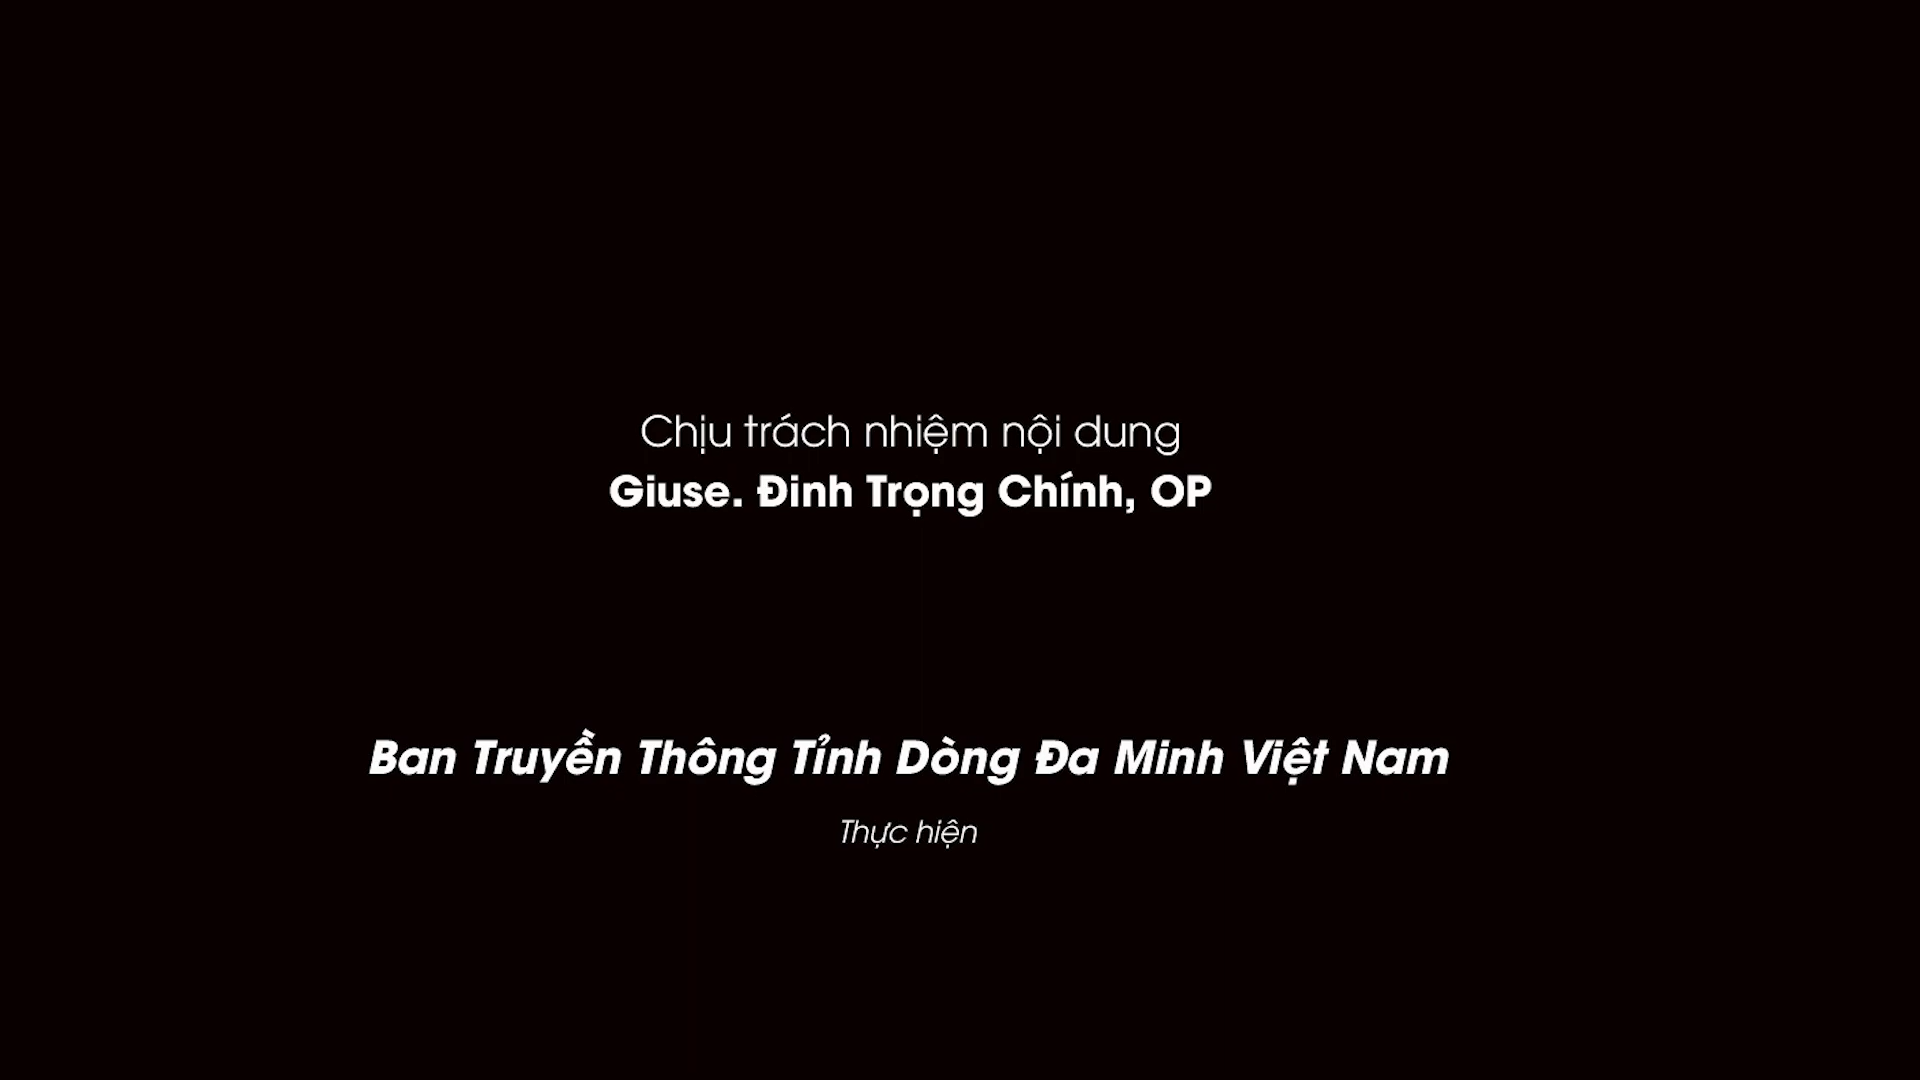 Chịu trách nhiệm nội dung
Giuse. Đinh Trọng Chính, OP
Ban Truyền Thông Tỉnh Dòng Đa Minh Việt Nam
Thực hiện